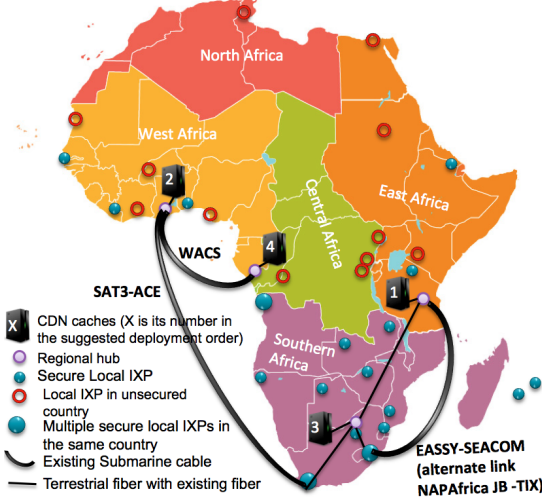 North Africa
West Africa
2
East Africa
Central Africa
WACS
4
SAT3-ACE
1
X
CDN caches (X is its number in
the suggested deployment order)
Regional hub
Secure Local IXP
Local IXP in unsecured
country
Multiple secure local IXPs in
the same country
Existing Submarine cable
Terrestrial fiber with existing fiber
Southern
Africa
3
EASSY-SEACOM
(alternate link
NAPAfrica JB -TIX)